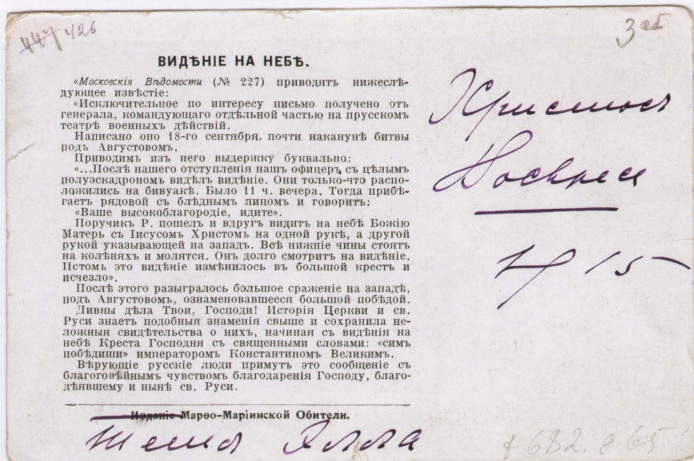 447 426
ВИДѢНІЕ НА НЕБѢ.
«Московскія Вѣдомости (№ 227) приводятъ нижеслѣ-
дующее извѣстіе:
«Исключительное по интересу письмо получено отъ
генерала, командующаго отдѣльной частью на прусскомъ
театрѣ военныхъ дѣйствій.
Написано оно 18-го сентября, почти наканунѣ битвы
подъ Августовомъ.
Приводимъ изъ него выдержку буквально:
«...Послѣ нашего отступленія нашъ офицеръ, съ цѣлымъ
полуэскадрономъ видѣлъ видѣніе. Они только-что распо-
ложились на бивуакѣ. Было 11 ч. вечера. Тогда прибѣ-
гаетъ рядовой съ блѣднымъ лицомъ и говоритъ:
«Ваше высокоблагородіе, идите».
Поручикъ Р. пошелъ и вдругъ видитъ на небѣ Божію
Матерь съ Іисусомъ Христомъ на одной рукѣ, а другой
рукой указывающей на западъ. Всѣ нижніе чины стоятъ
на колѣняхъ и молятся. Онъ долго смотритъ на видѣніе.
Пстомъ это видѣніе измѣнилось въ большой крестъ и
исчезло».
Послѣ этого разыгралось большое сраженіе на западѣ,
подъ Августовомъ, ознаменовавшееся большой побѣдой.
Дивны дѣла Твои, Господи! Исторія Церкви и св.
Руси знаетъ подобныя знаменія свыше и сохранила не-
ложныя свидѣтельства о нихъ, начиная съ видѣнія на
небѣ Креста Господня съ священными словами: «симъ
побѣдиши» императоромъ Константиномъ Великимъ.
Вѣрующіе русскіе люди примутъ это сообщеніе съ
благоговѣйнымъ чувствомъ благодаренія Господу, благо-
дѣявшему и нынѣ св. Руси.
Изданіе Марѳо-Маріинской Обители.
Элла
Христосъ
Воскресе
15